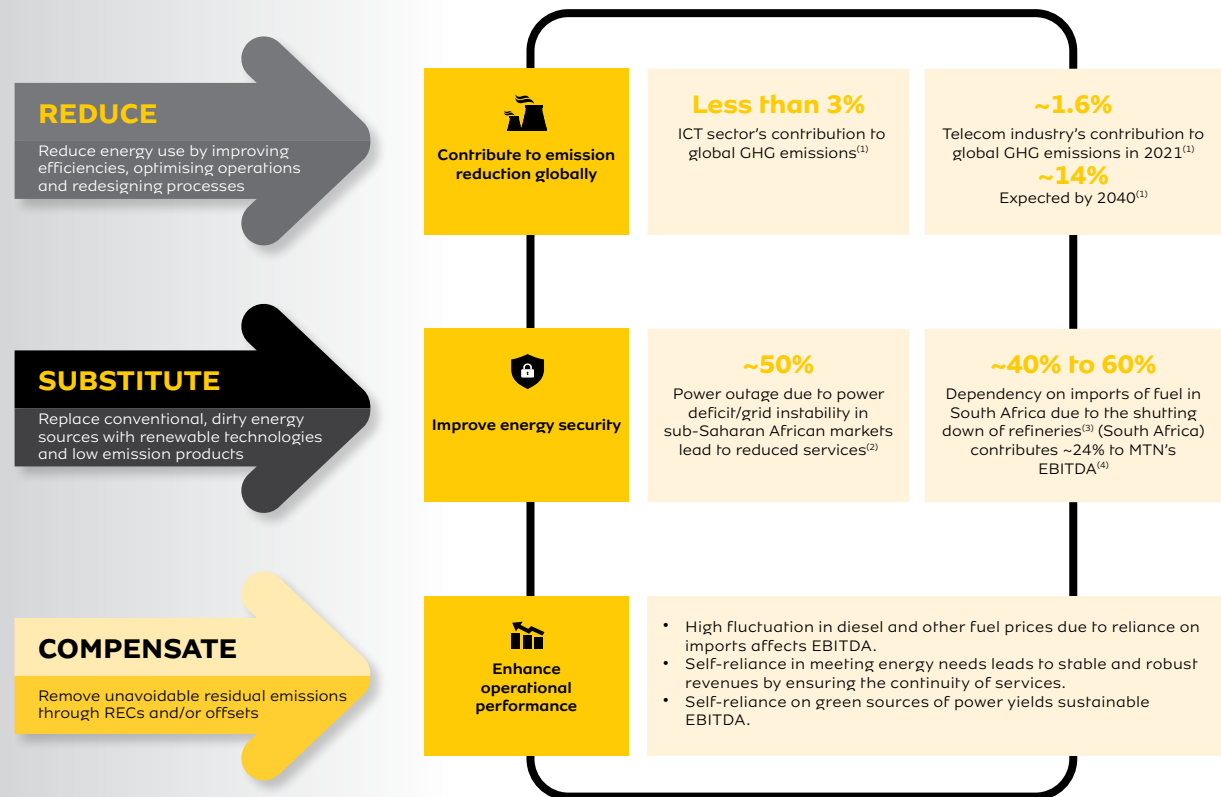 REDUCE
Reduce energy use by improving
efficiencies, optimising operations
and redesigning processes
Contribute to emission
reduction globally
Less than 3%
ICT sector's contribution to
global GHG emissions(1)
~1.6%
Telecom industry's contribution to
global GHG emissions in 2021(1)
~14%
Expected by 2040(1)
SUBSTITUTE
Replace conventional, dirty energy
sources with renewable technologies
and low emission products
Improve energy security
~50%
Power outage due to power
deficit/grid instability in
sub-Saharan African markets
lead to reduced services(2)
~40% to 60%
Dependency on imports of fuel in
South Africa due to the shutting
down of refineries(3) (South Africa)
contributes ~24% to MTN's
EBITDA(4)
COMPENSATE
Remove unavoidable residual emissions
through RECs and/or offsets
Enhance
operational
performance
• High fluctuation in diesel and other fuel prices due to reliance on
imports affects EBITDA.
• Self-reliance in meeting energy needs leads to stable and robust
revenues by ensuring the continuity of services.
• Self-reliance on green sources of power yields sustainable
EBITDA.